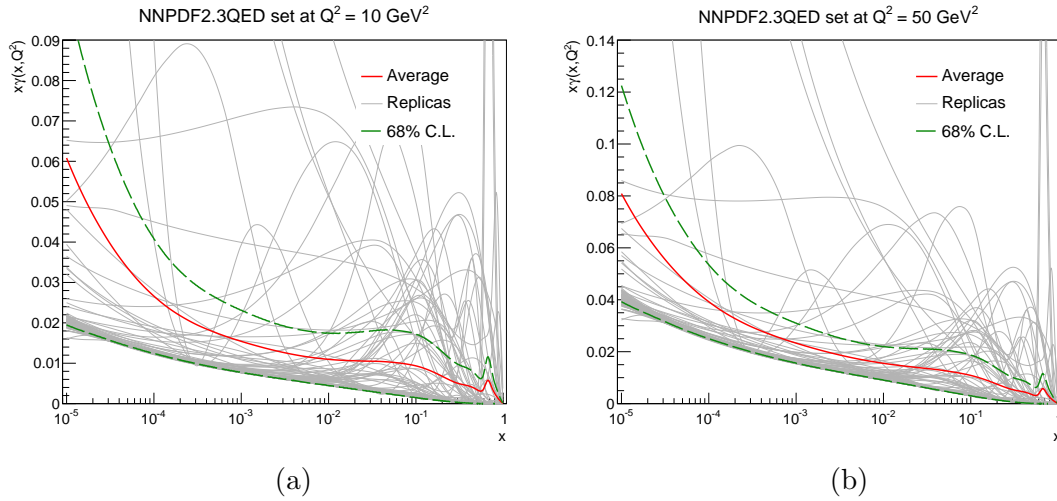 NNPDF2.3QED set at Q² = 10 GeV²
xγ(x,Q²)
0.09
0.08
0.07
0.06
0.05
0.04
0.03
0.02
0.01
0
Average
Replicas
68% C.L.
10⁻⁵ 10⁻⁴ 10⁻³ 10⁻² 10⁻¹ 1
x
(a)
NNPDF2.3QED set at Q² = 50 GeV²
xγ(x,Q²)
0.14
0.12
0.1
0.08
0.06
0.04
0.02
0
Average
Replicas
68% C.L.
10⁻⁵ 10⁻⁴ 10⁻³ 10⁻² 10⁻¹ 1
x
(b)